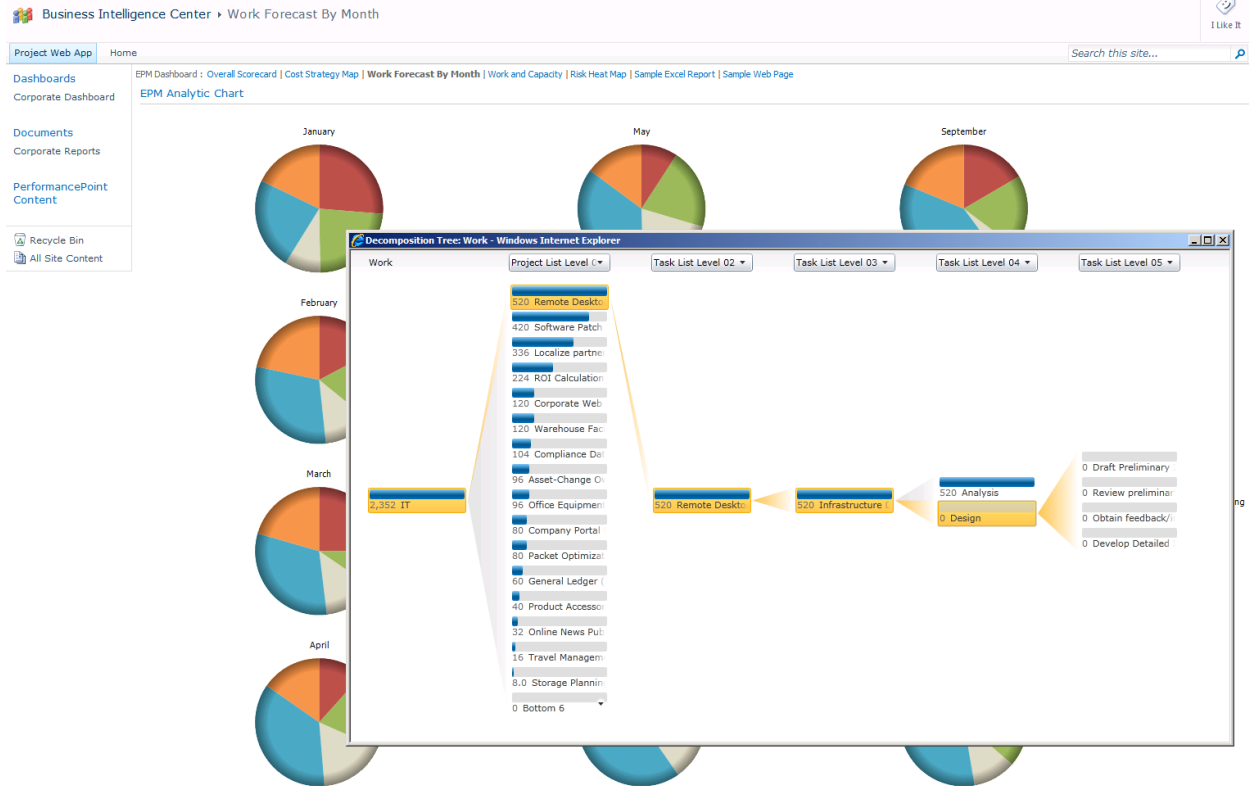 Business Intelligence Center ▸ Work Forecast By Month
I Like It
Project Web App Home
Search this site...
Dashboards
Corporate Dashboard
Documents
Corporate Reports
PerformancePoint
Content
Recycle Bin
All Site Content
EPM Dashboard : Overall Scorecard | Cost Strategy Map | Work Forecast By Month | Work and Capacity | Risk Heat Map | Sample Excel Report | Sample Web Page
EPM Analytic Chart
January
May
September
February
March
April
ng
Decomposition Tree: Work - Windows Internet Explorer
Work
Project List Level
Task List Level 02
Task List Level 03
Task List Level 04
Task List Level 05
2,352 IT
520 Remote Deskto
420 Software Patch
336 Localize partne
224 ROI Calculation
120 Corporate Web
120 Warehouse Fac
104 Compliance Dat
96 Asset-Change O
96 Office Equipmen
80 Company Portal
80 Packet Optimizat
60 General Ledger (
40 Product Accessor
32 Online News Pub
16 Travel Managem
8.0 Storage Plannin
0 Bottom 6
520 Remote Deskto
520 Infrastructure
520 Analysis
0 Design
0 Draft Preliminary
0 Review preliminar
0 Obtain feedback/i
0 Develop Detailed